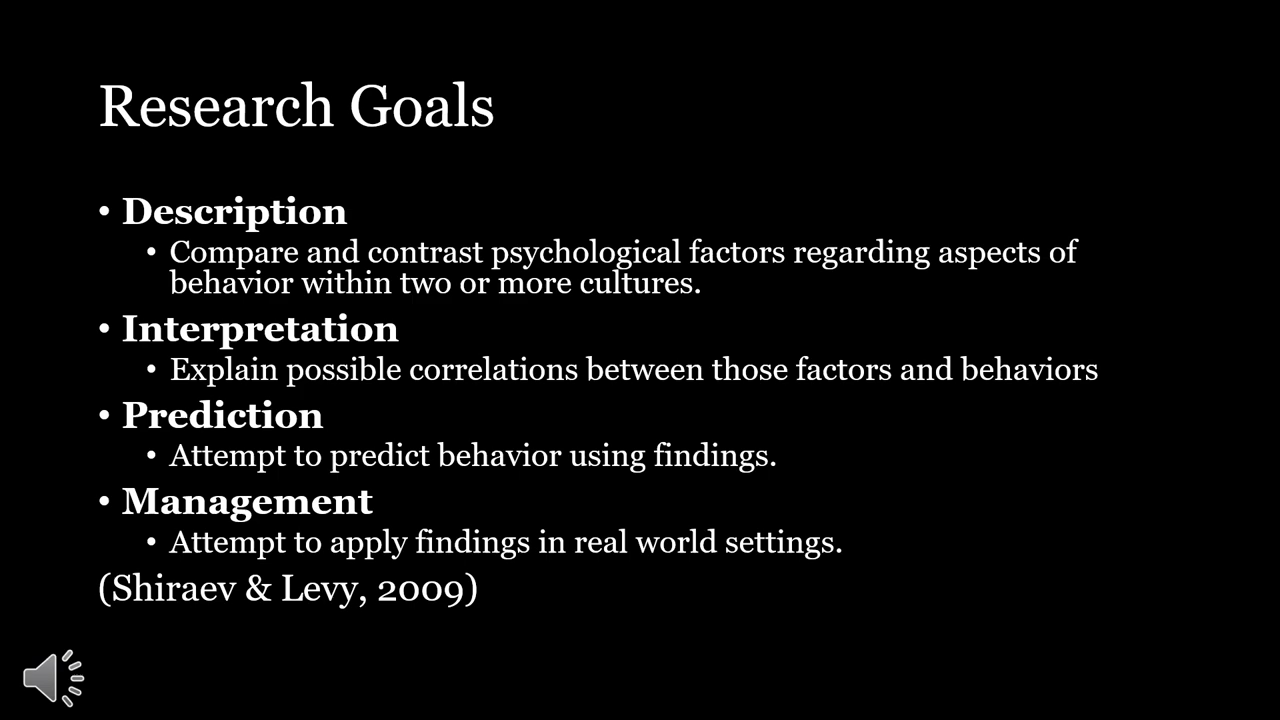 Research Goals
• Description
• Compare and contrast psychological factors regarding aspects of
behavior within two or more cultures.
• Interpretation
• Explain possible correlations between those factors and behaviors
• Prediction
• Attempt to predict behavior using findings.
• Management
• Attempt to apply findings in real world settings.
(Shiraev & Levy, 2009)